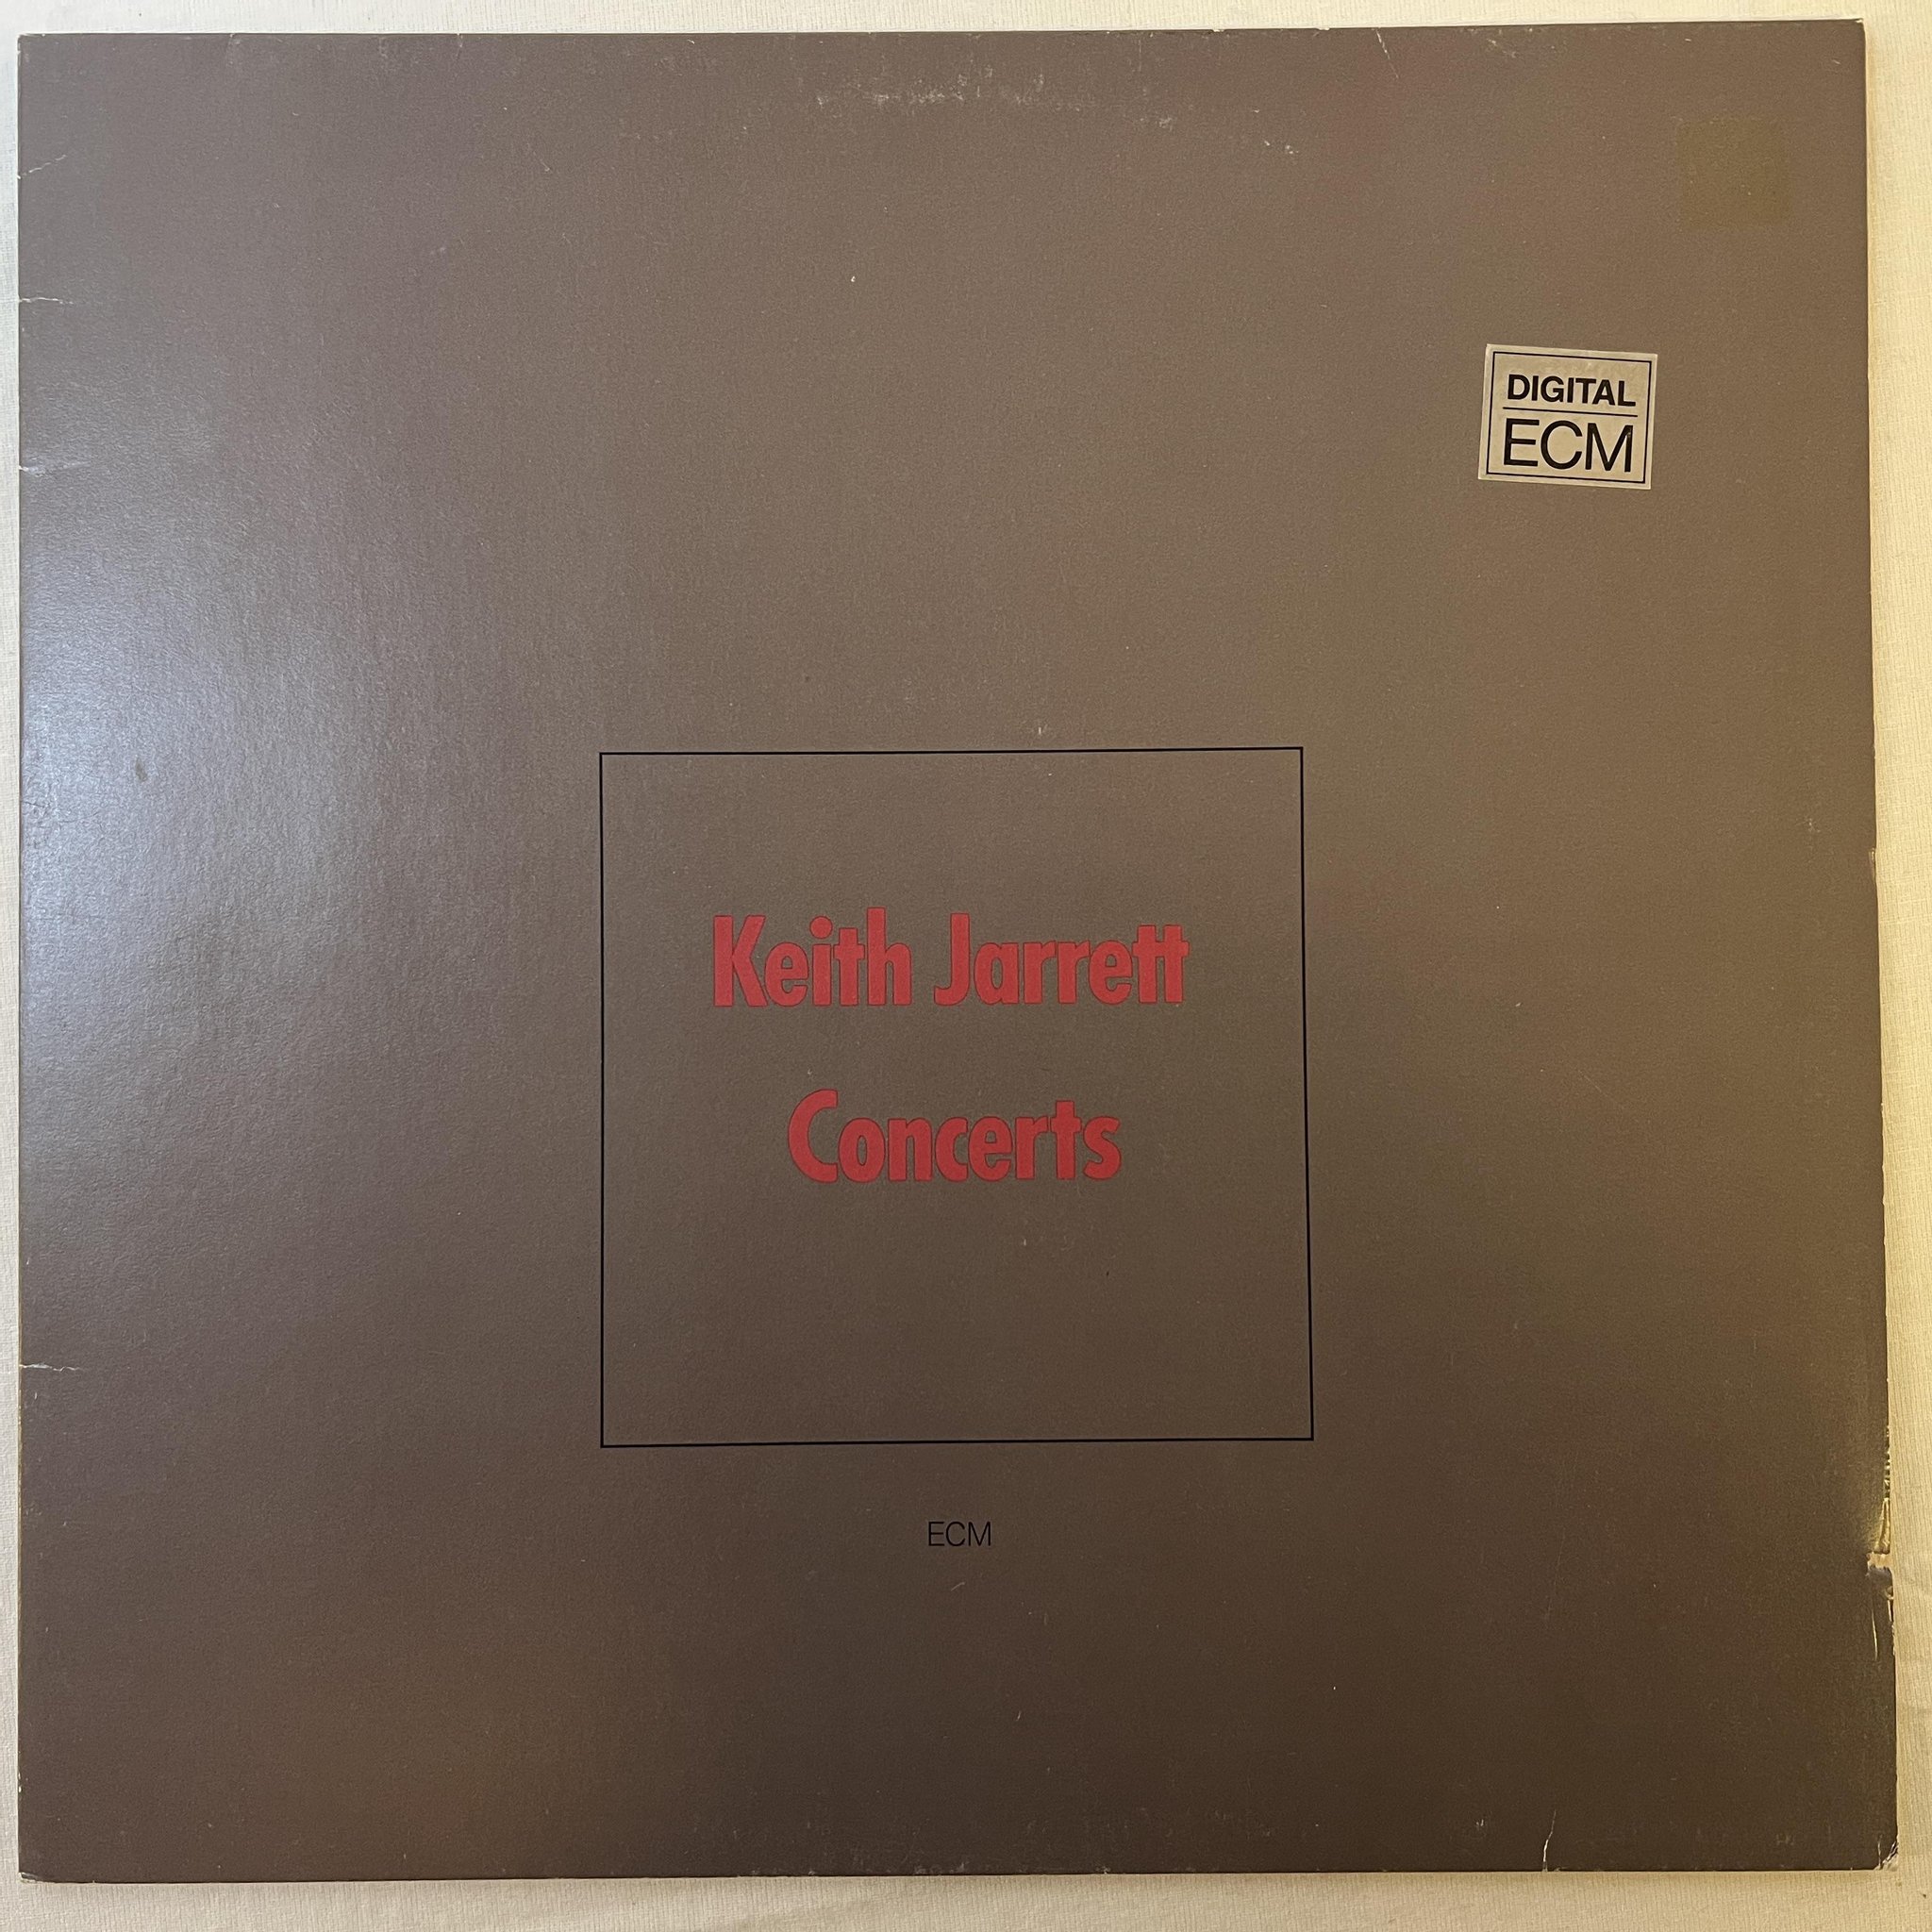 DIGITAL
ECM
Keith Jarrett
Concerts
ECM